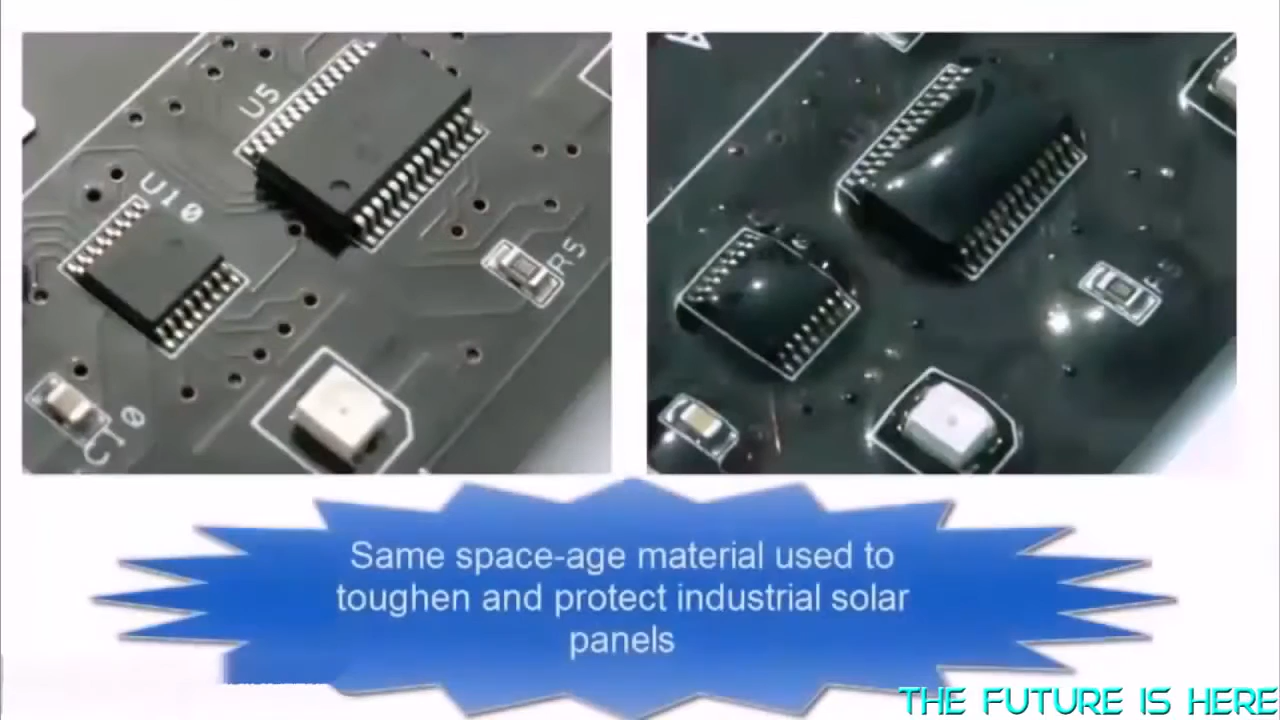 U5
U10
R5
C10
A
Same space-age material used to
toughen and protect industrial solar
panels
THE FUTURE IS HERE